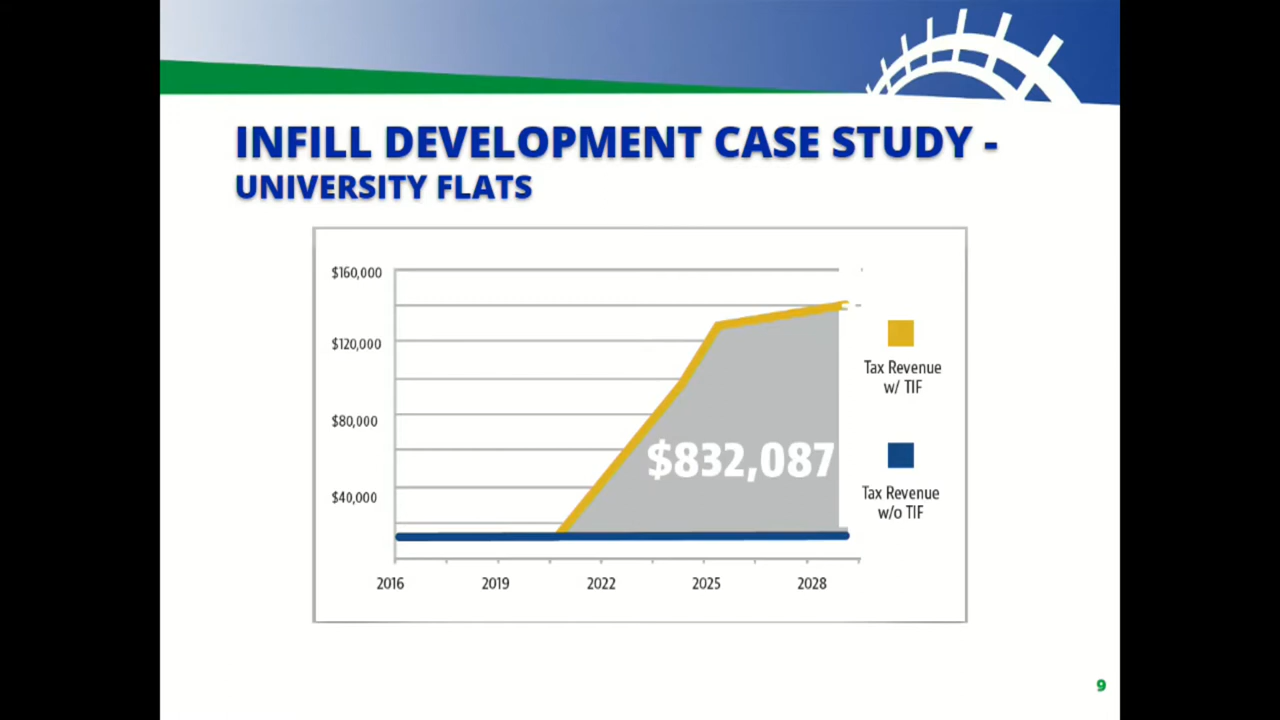 INFILL DEVELOPMENT CASE STUDY -
UNIVERSITY FLATS
$160,000
$120,000
$80,000
$40,000
$832,087
2016 2019 2022 2025 2028
Tax Revenue
w/ TIF
Tax Revenue
w/o TIF
9